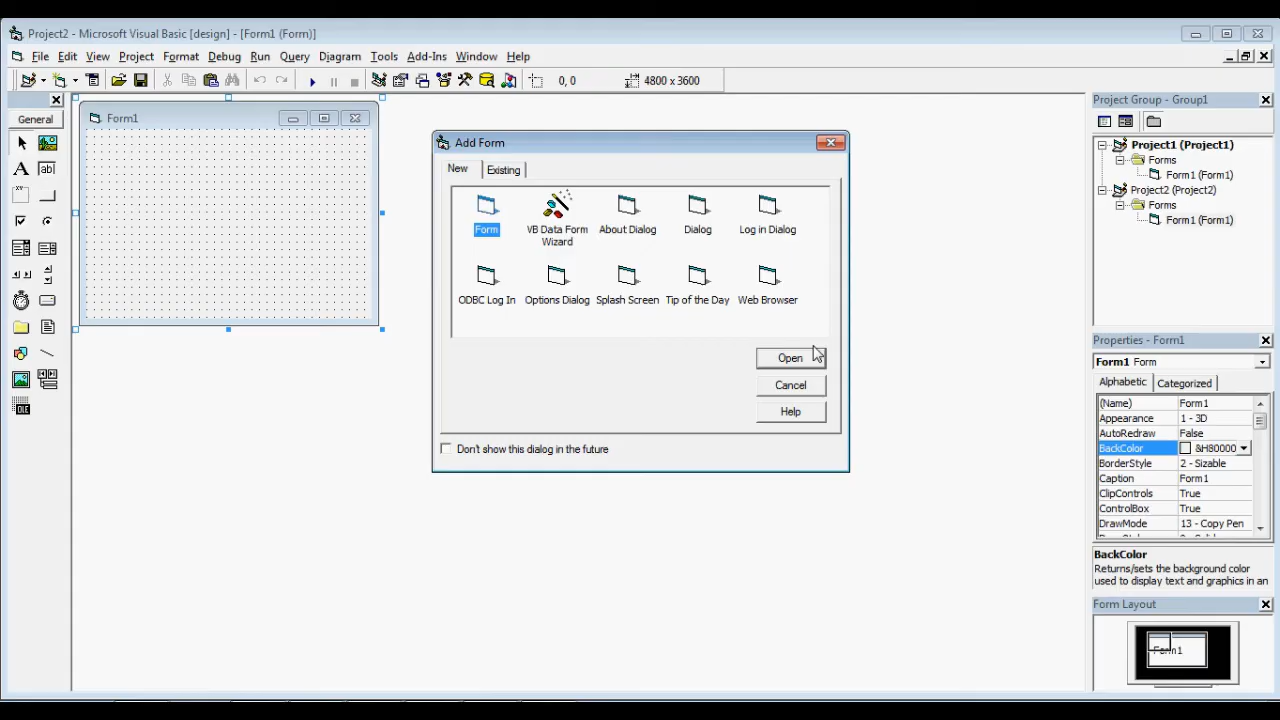 Project2 - Microsoft Visual Basic [design] - [Form1 (Form)]
File Edit View Project Format Debug Run Query Diagram Tools Add-Ins Window Help
0, 0 4800 x 3600
General
Form1
Add Form
New Existing
Form VB Data Form Wizard About Dialog Dialog Log in Dialog
ODBC Log In Options Dialog Splash Screen Tip of the Day Web Browser
Open
Cancel
Help
Don't show this dialog in the future
Project Group - Group1
Project1 (Project1)
Forms
Form1 (Form1)
Project2 (Project2)
Forms
Form1 (Form1)
Properties - Form1
Form1 Form
Alphabetic Categorized
(Name) Form1
Appearance 1 - 3D
AutoRedraw False
BackColor &H80000
BorderStyle 2 - Sizable
Caption Form1
ClipControls True
ControlBox True
DrawMode 13 - Copy Pen
BackColor
Returns/sets the background color
used to display text and graphics in an
Form Layout
Form1